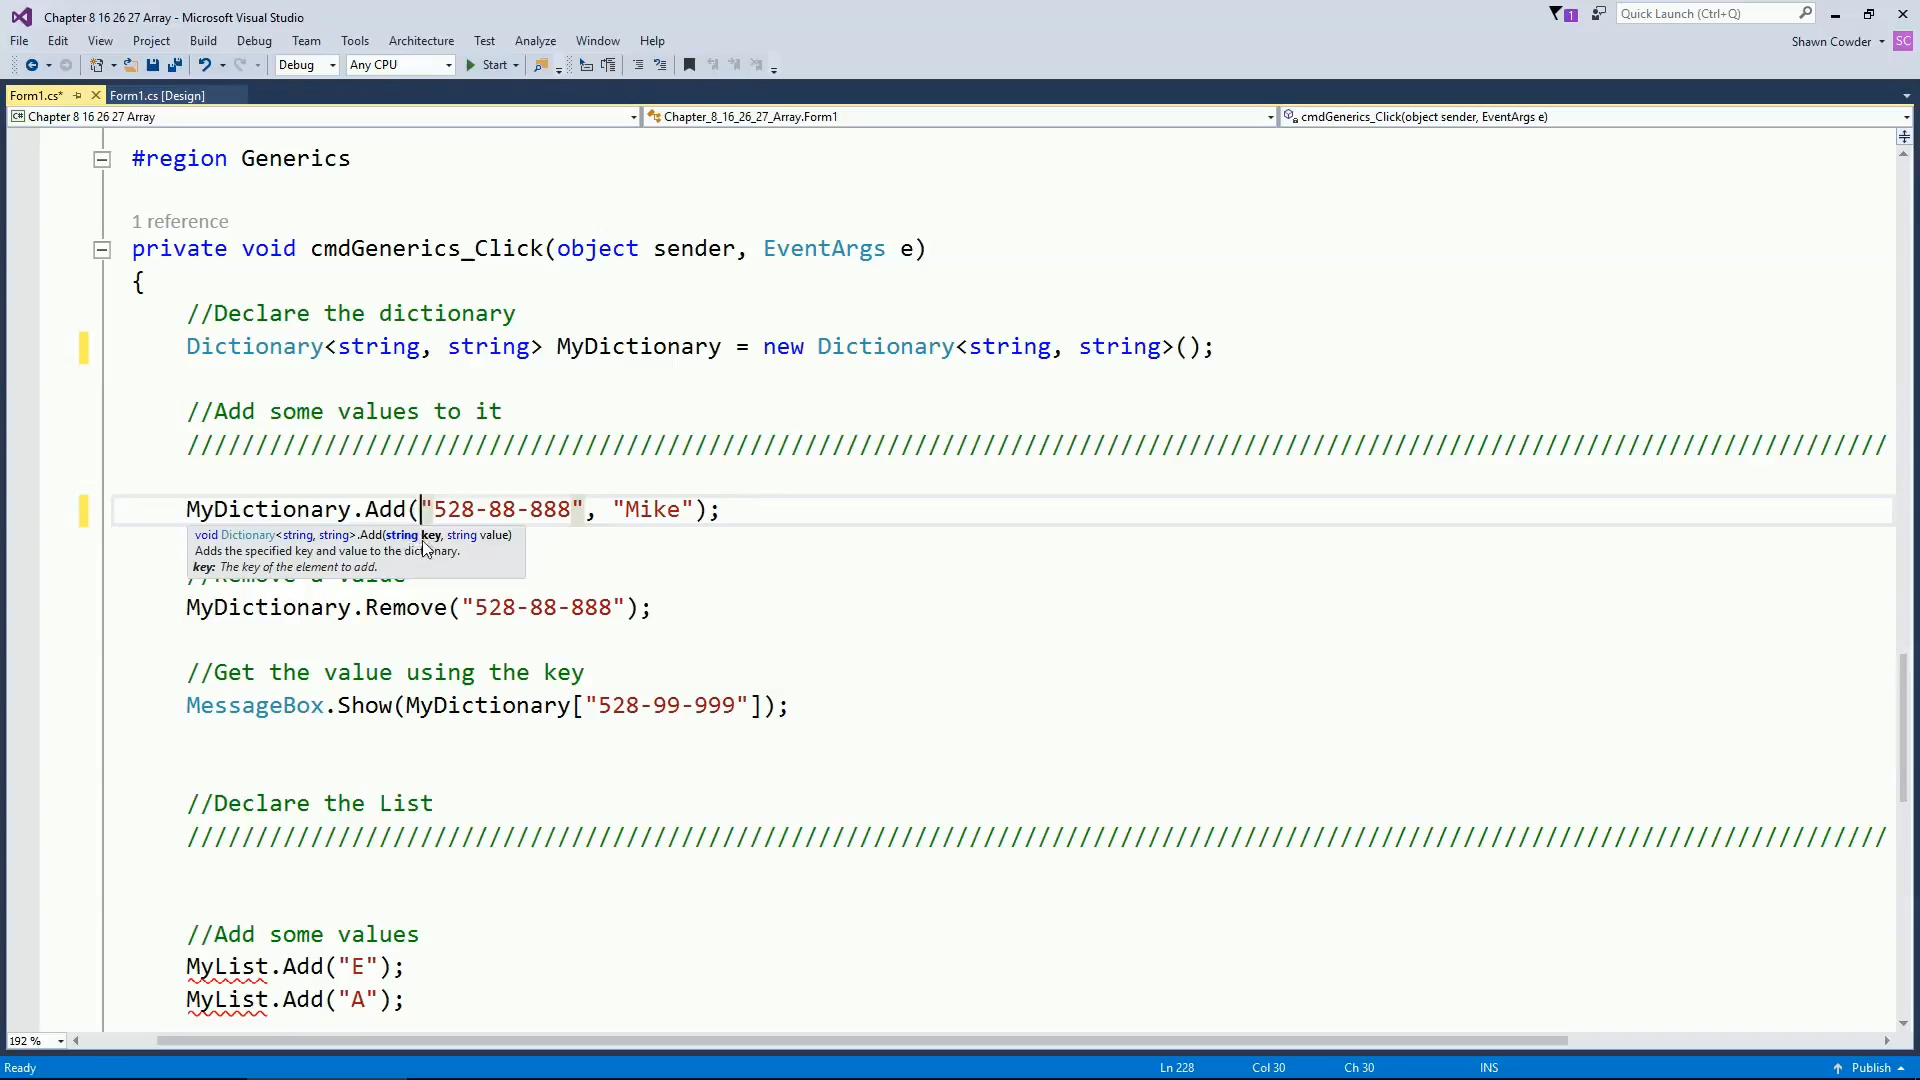 Chapter 8 16 26 27 Array - Microsoft Visual Studio
1
Quick Launch (Ctrl+Q)
File Edit View Project Build Debug Team Tools Architecture Test Analyze Window Help
Shawn Cowder
SC
Debug Any CPU Start
Form1.cs* Form1.cs [Design]
C# Chapter 8 16 26 27 Array Chapter_8_16_26_27_Array.Form1 cmdGenerics_Click(object sender, EventArgs e)
#region Generics
1 reference
private void cmdGenerics_Click(object sender, EventArgs e)
{
//Declare the dictionary
Dictionary<string, string> MyDictionary = new Dictionary<string, string>();
//Add some values to it
////////////////////////////////////////////////////////////////////////////////////////////////////////////////////////////
MyDictionary.Add("528-88-888", "Mike");
void Dictionary<string, string>.Add(string key, string value)
Adds the specified key and value to the dictionary.
key: The key of the element to add.
//Remove a value
MyDictionary.Remove("528-88-888");
//Get the value using the key
MessageBox.Show(MyDictionary["528-99-999"]);
//Declare the List
////////////////////////////////////////////////////////////////////////////////////////////////////////////////////////////
//Add some values
MyList.Add("E");
MyList.Add("A");
192 %
Ready Ln 228 Col 30 Ch 30 INS Publish